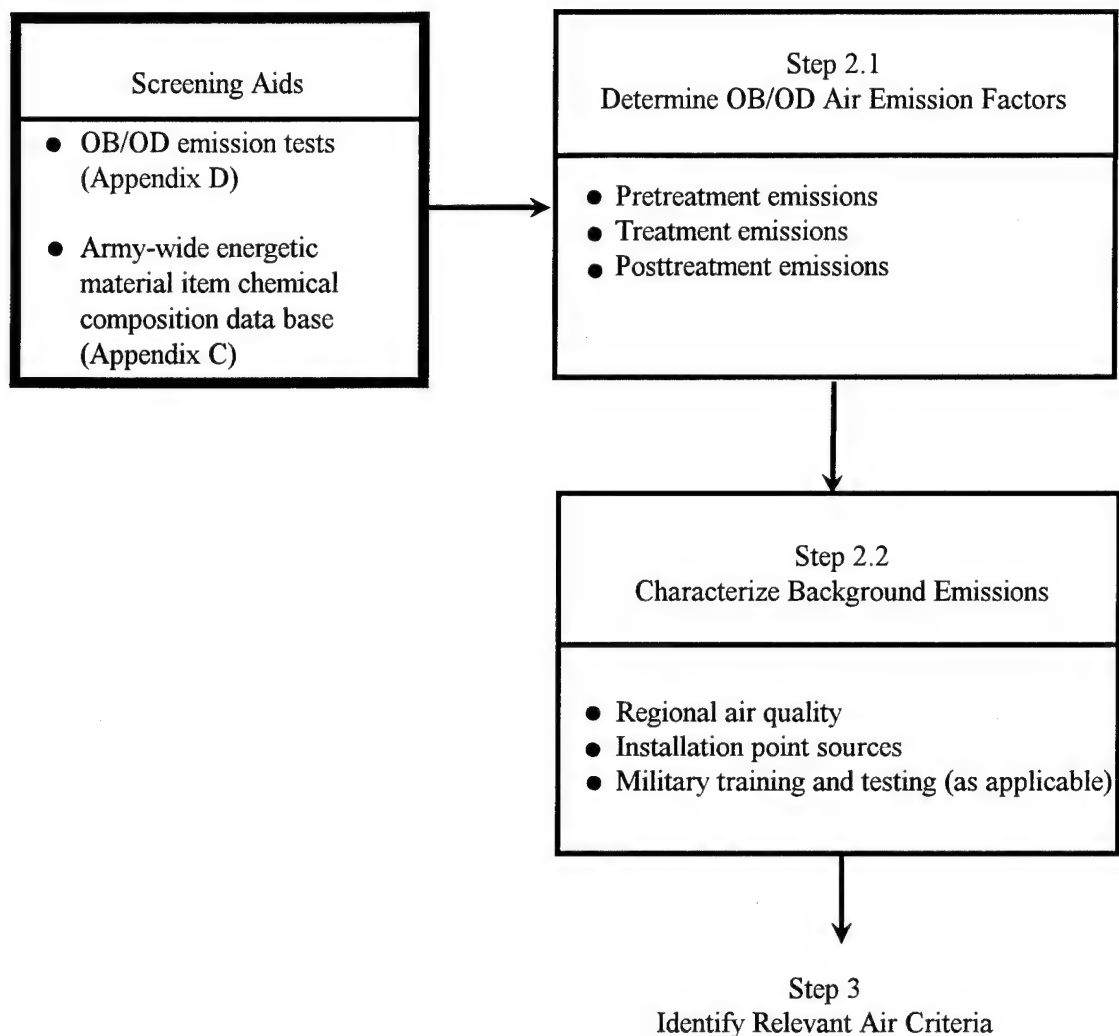 Screening Aids
● OB/OD emission tests
(Appendix D)
● Army-wide energetic
material item chemical
composition data base
(Appendix C)
Step 2.1
Determine OB/OD Air Emission Factors
● Pretreatment emissions
● Treatment emissions
● Posttreatment emissions
Step 2.2
Characterize Background Emissions
● Regional air quality
● Installation point sources
● Military training and testing (as applicable)
Step 3
Identify Relevant Air Criteria